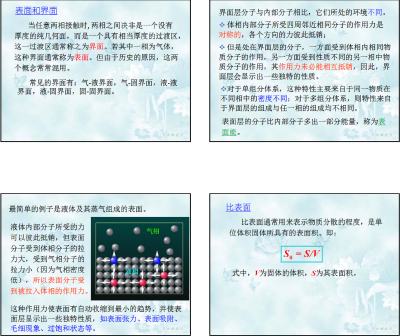 表面和界面
当任意两相接触时,两相之间决非是一个没有
厚度的纯几何面,而是一个具有相当厚度的过渡区,
这一过渡区通常称之为界面。若其中一相为气体,
这种界面通常称为表面。但由于历史的原因,这两
个概念常常混用。
常见的界面有:气-液界面,气-固界面,液-液
界面,液-固界面,固-固界面。
界面层分子与内部分子相比,它们所处的环境不同。
体相内部分子所受四周邻近相同分子的作用力是
对称的,各个方向的力彼此抵销;
但是处在界面层的分子,一方面受到体相内相同物
质分子的作用,另一方面受到性质不同的另一相中物
质分子的作用,其作用力未必能相互抵销,因此,界
面层会显示出一些独特的性质。
对于单组分体系,这种特性主要来自于同一物质在
不同相中的密度不同;对于多组分体系,则特性来自
于界面层的组成与任一相的组成均不相同。
表面层的分子比内部分子多出一部分能量,称为表
面能。
最简单的例子是液体及其蒸气组成的表面。
液体内部分子所受的力
可以彼此抵销,但表面
分子受到体相分子的拉
力大,受到气相分子的
拉力小(因为气相密度
低),所以表面分子受
到被拉入体相的作用力。
气相
这种作用力使表面有自动收缩到最小的趋势,并使表
面层显示出一些独特性质,如表面张力、表面吸附、
毛细现象、过饱和状态等。
比表面
比表面通常用来表示物质分散的程度,是单
位体积固体所具有的表面积。即:
S₀ = S/V
式中,V为固体的体积,S为其表面积。